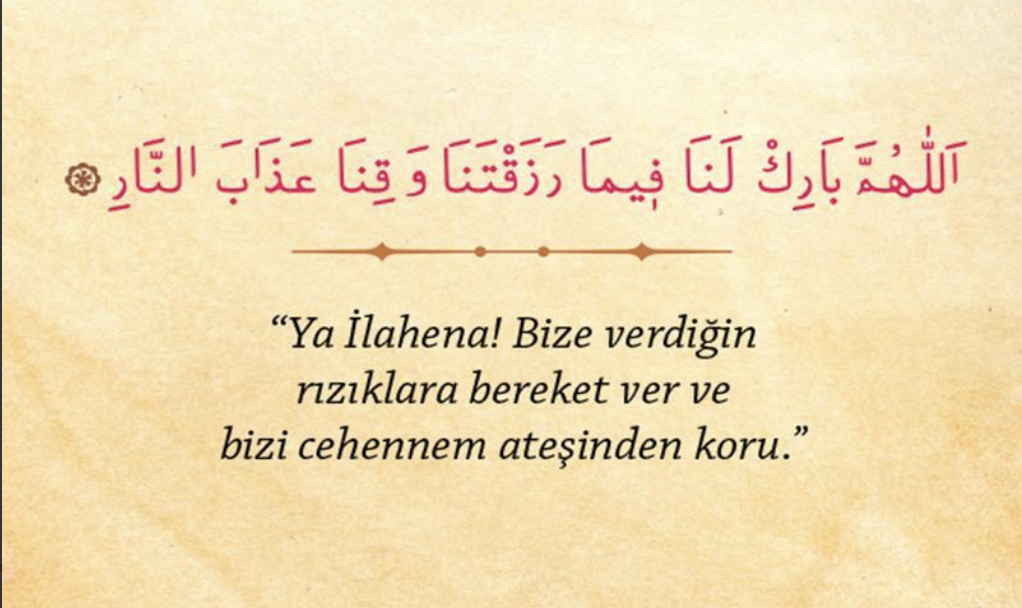 اَللّٰهُمَّ بَارِكْ لَنَا فِيمَا رَزَقْتَنَا وَ قِنَا عَذَابَ النَّارِ
“Ya İlahena! Bize verdiğin
rızıklara bereket ver ve
bizi cehennem ateşinden koru.”